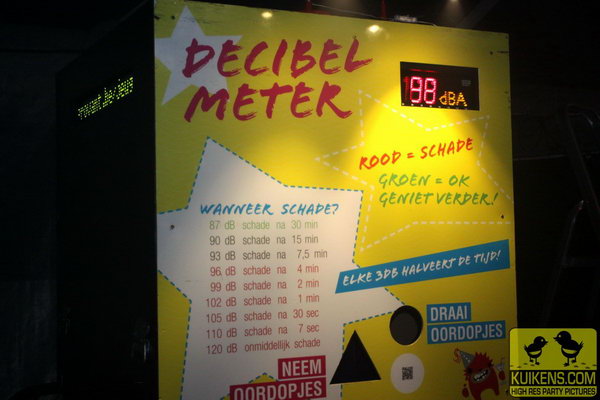 DECIBEL
METER
98 dBA
ROOD = SCHADE
GROEN = OK
GENIET VERDER!
WANNEER SCHADE?
87 dB schade na 30 min
90 dB schade na 15 min
93 dB schade na 7,5 min
96 dB schade na 4 min
99 dB schade na 2 min
102 dB schade na 1 min
105 dB schade na 30 sec
110 dB schade na 7 sec
120 dB onmiddellijk schade
ELKE 3DB HALVEERT DE TIJD!
DRAAI
OORDOPJES
NEEM
OORDOPJES
KUIKENS.COM
HIGH RES PARTY PICTURES